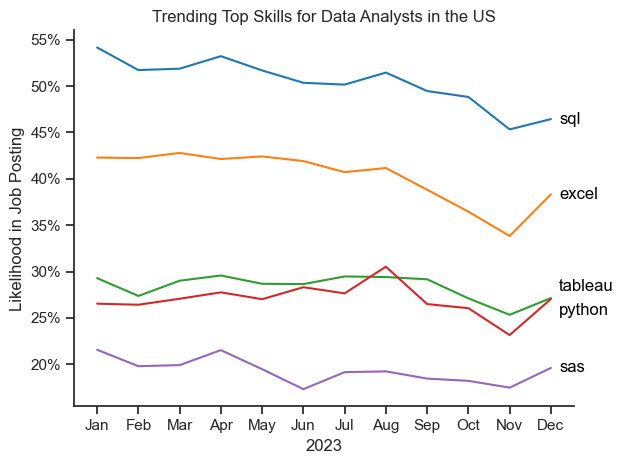 Trending Top Skills for Data Analysts in the US
Likelihood in Job Posting
55%
50%
45%
40%
35%
30%
25%
20%
sql
excel
tableau
python
sas
Jan Feb Mar Apr May Jun Jul Aug Sep Oct Nov Dec
2023